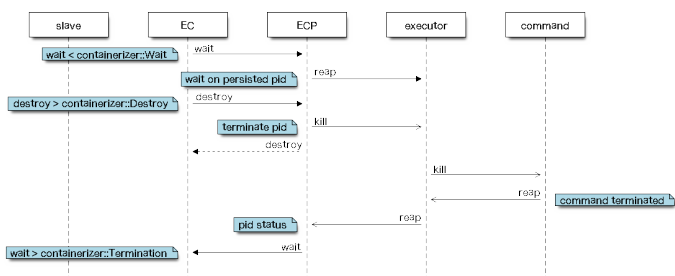 slave
EC
ECP
executor
command
wait < containerizer::Wait
wait
wait on persisted pid
reap
destroy > containerizer::Destroy
destroy
terminate pid
kill
destroy
kill
reap
command terminated
pid status
reap
wait > containerizer::Termination
wait